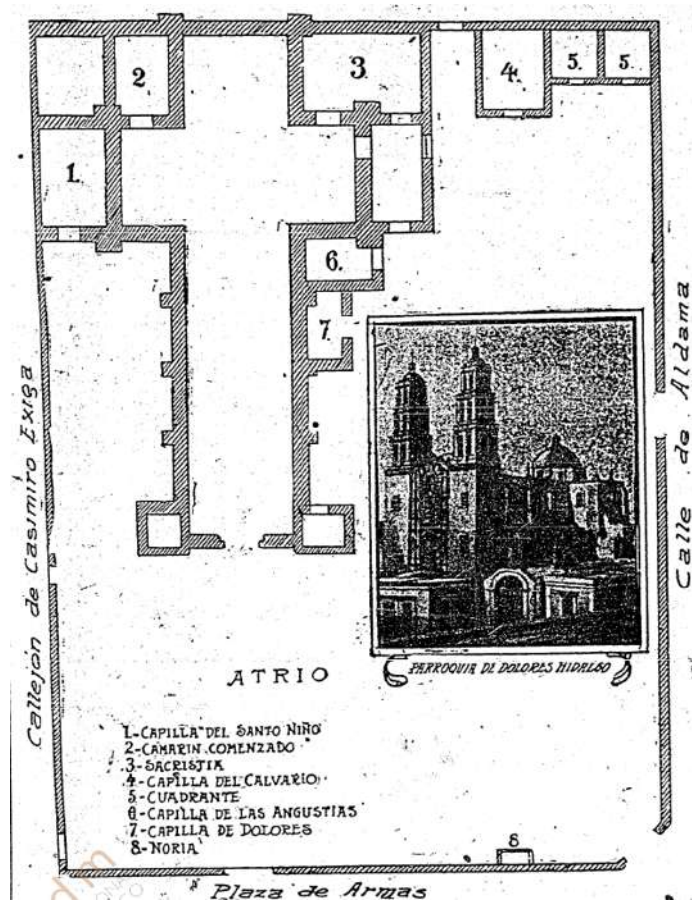 2
3
4.
5.
5.
1.
6.
7
Callejón de Casimiro Exiga
Calle de Aldama
PARROQUIA DE DOLORES HIDALGO
ATRIO
1-CAPILLA DEL SANTO NIÑO
2-CAMARIN COMENZADO
3-SACRISTIA
4-CAPILLA DEL CALVARIO
5-CUADRANTE
6-CAPILLA DE LAS ANGUSTIAS
7-CAPILLA DE DOLORES
8-NORIA
8
Plaza de Armas